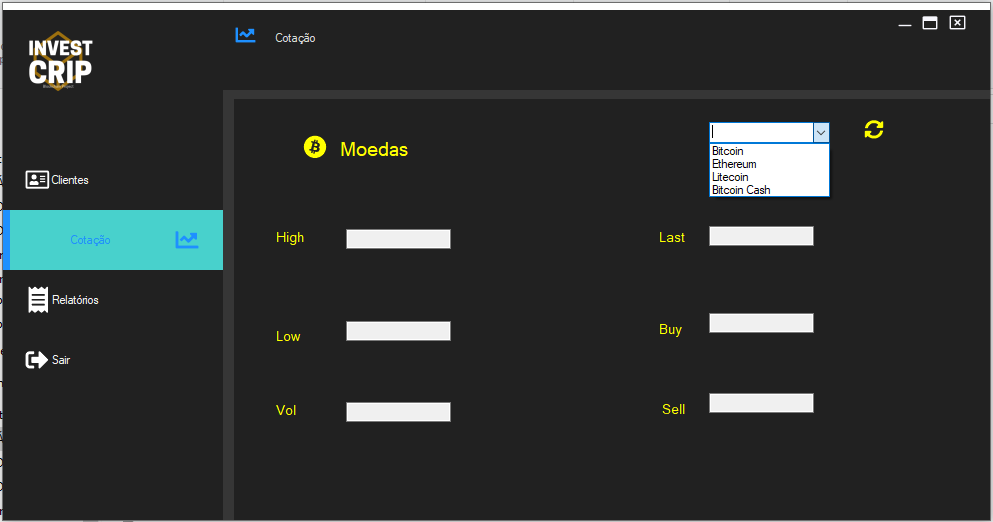 INVEST
CRIP
Cotação
Clientes
Cotação
Relatórios
Sair
Moedas
Bitcoin
Ethereum
Litecoin
Bitcoin Cash
High
Last
Low
Buy
Vol
Sell